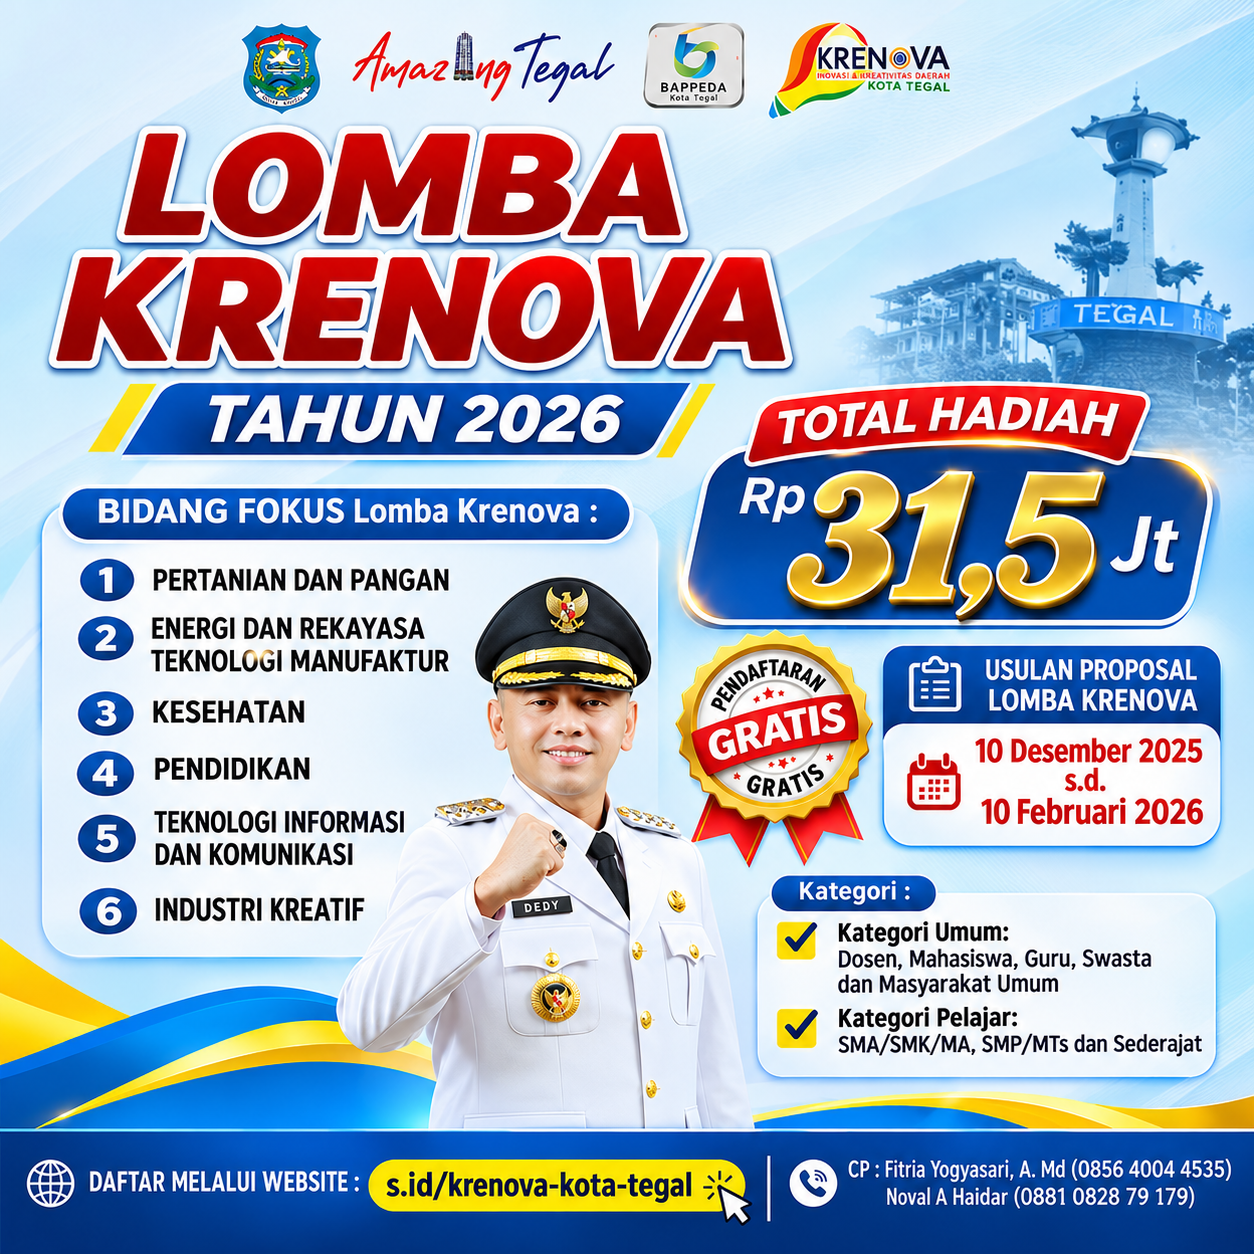 Amazing Tegal
BAPPEDA
Kota Tegal
KRENOVA
INOVASI & KREATIVITAS DAERAH
KOTA TEGAL
LOMBA
KRENOVA
TAHUN 2026
TEGAL
TOTAL HADIAH
Rp 31,5 Jt
BIDANG FOKUS Lomba Krenova :
1 PERTANIAN DAN PANGAN
2 ENERGI DAN REKAYASA
TEKNOLOGI MANUFAKTUR
3 KESEHATAN
4 PENDIDIKAN
5 TEKNOLOGI INFORMASI
DAN KOMUNIKASI
6 INDUSTRI KREATIF
DEDY
PENDAFTARAN
GRATIS
GRATIS
USULAN PROPOSAL
LOMBA KRENOVA
10 Desember 2025
s.d.
10 Februari 2026
Kategori :
Kategori Umum:
Dosen, Mahasiswa, Guru, Swasta
dan Masyarakat Umum
Kategori Pelajar:
SMA/SMK/MA, SMP/MTs dan Sederajat
DAFTAR MELALUI WEBSITE :
s.id/krenova-kota-tegal
CP : Fitria Yogyasari, A. Md (0856 4004 4535)
Noval A Haidar (0881 0828 79 179)